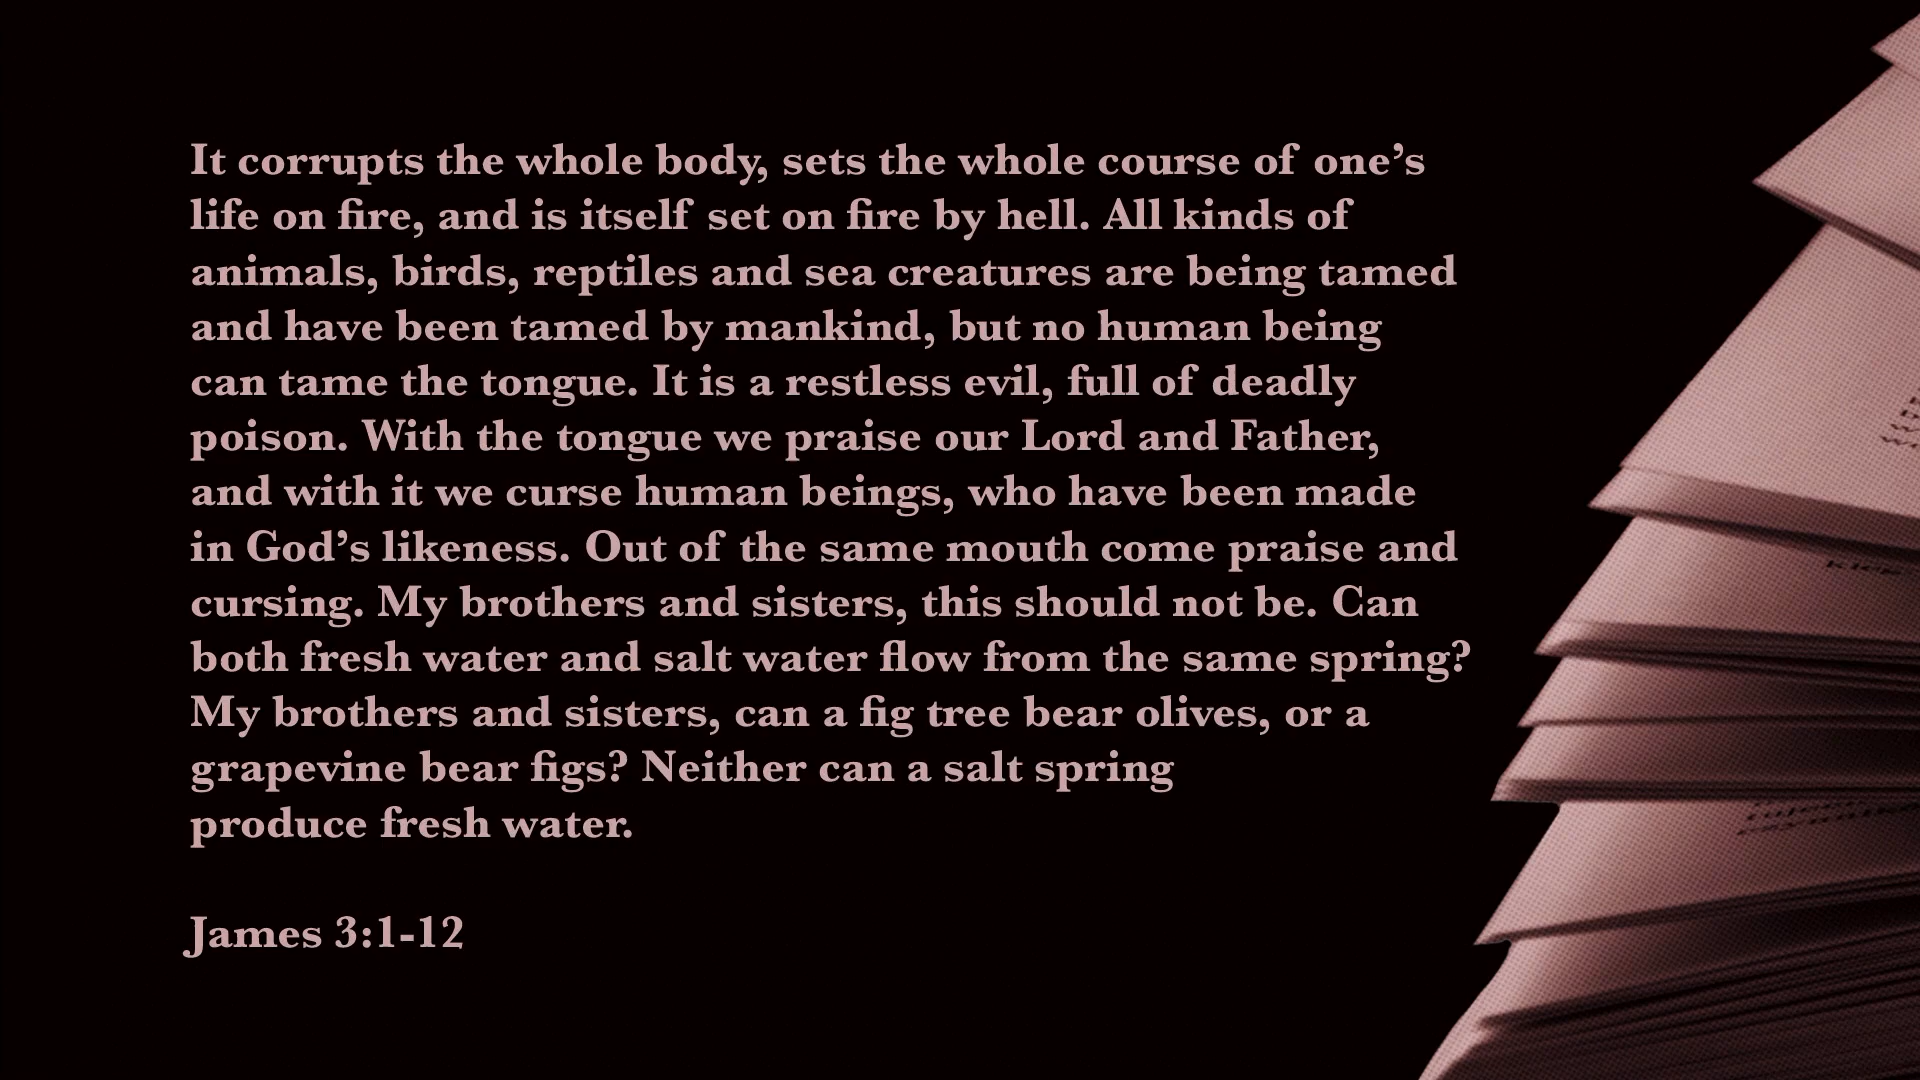 It corrupts the whole body, sets the whole course of one’s
life on fire, and is itself set on fire by hell. All kinds of
animals, birds, reptiles and sea creatures are being tamed
and have been tamed by mankind, but no human being
can tame the tongue. It is a restless evil, full of deadly
poison. With the tongue we praise our Lord and Father,
and with it we curse human beings, who have been made
in God’s likeness. Out of the same mouth come praise and
cursing. My brothers and sisters, this should not be. Can
both fresh water and salt water flow from the same spring?
My brothers and sisters, can a fig tree bear olives, or a
grapevine bear figs? Neither can a salt spring
produce fresh water.
James 3:1-12